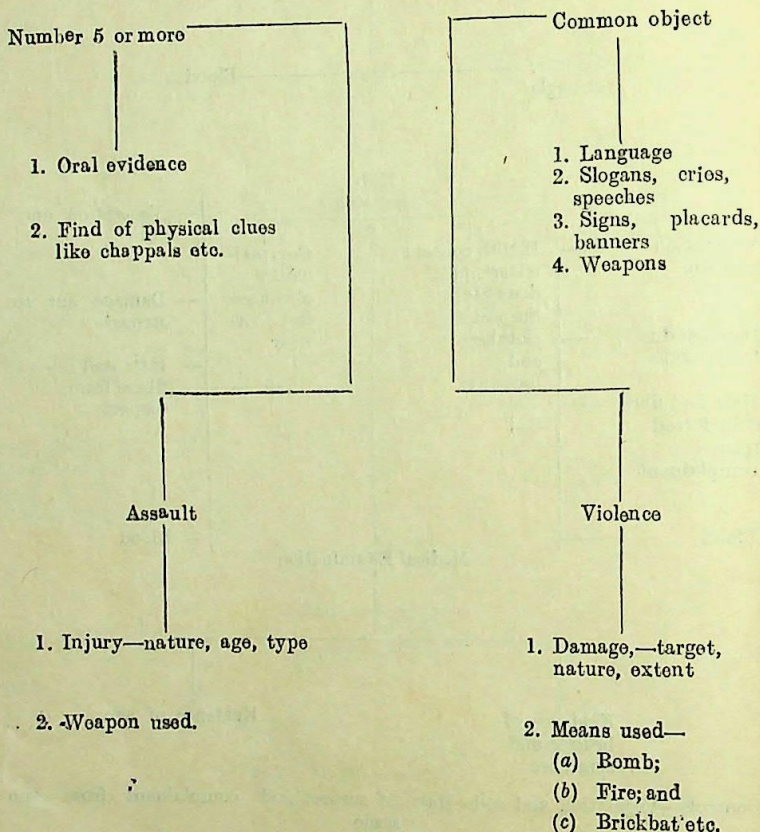 Number 5 or more
1. Oral evidence
2. Find of physical clues
like chappals etc.
Common object
1. Language
2. Slogans, cries,
speeches
3. Signs, placards,
banners
4. Weapons
Assault
1. Injury—nature, age, type
2. Weapon used.
Violence
1. Damage,—target,
nature, extent
2. Means used—
(a) Bomb;
(b) Fire; and
(c) Brickbat etc.